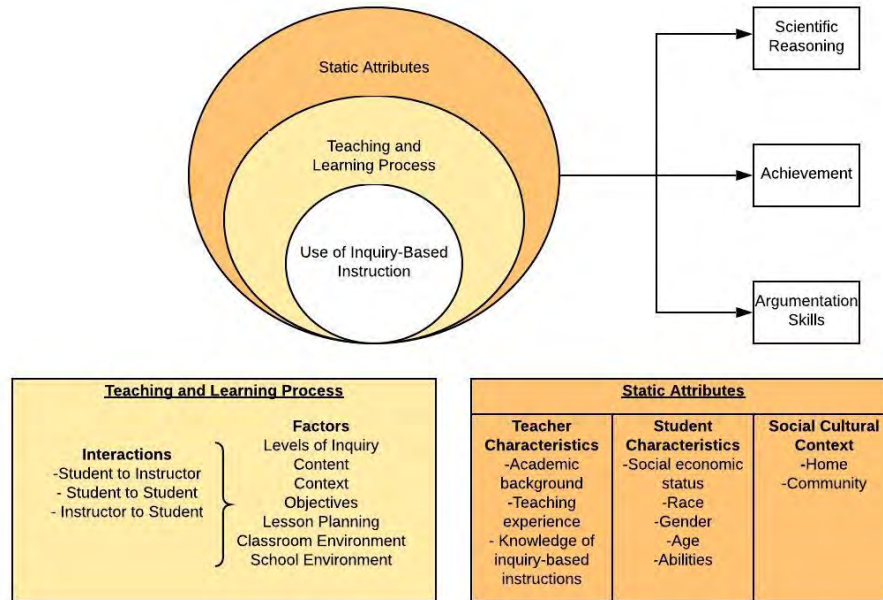 Static Attributes
Teaching and
Learning Process
Use of Inquiry-Based
Instruction
Scientific
Reasoning
Achievement
Argumentation
Skills
Teaching and Learning Process
Interactions
-Student to Instructor
- Student to Student
- Instructor to Student
Factors
Levels of Inquiry
Content
Context
Objectives
Lesson Planning
Classroom Environment
School Environment
Static Attributes
Teacher
Characteristics
-Academic
background
-Teaching
experience
- Knowledge of
inquiry-based
instructions
Student
Characteristics
-Social economic
status
-Race
-Gender
-Age
-Abilities
Social Cultural
Context
-Home
-Community